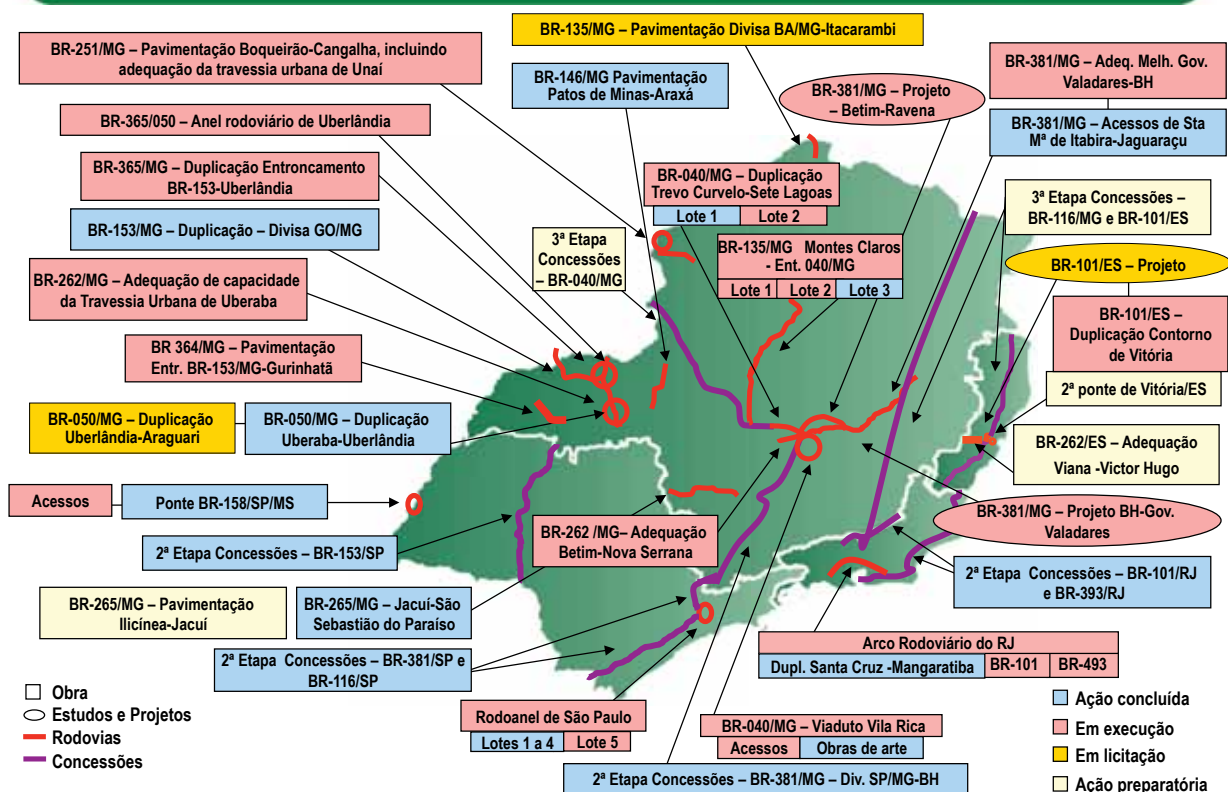 BR-251/MG – Pavimentação Boqueirão-Cangalha, incluindo
adequação da travessia urbana de Unaí
BR-135/MG – Pavimentação Divisa BA/MG-Itacarambi
BR-146/MG Pavimentação
Patos de Minas-Araxá
BR-381/MG – Projeto
– Betim-Ravena
BR-381/MG – Adeq. Melh. Gov.
Valadares-BH
BR-381/MG – Acessos de Sta
Mª de Itabira-Jaguaraçu
BR-365/050 – Anel rodoviário de Uberlândia
BR-365/MG – Duplicação Entroncamento
BR-153-Uberlândia
BR-040/MG – Duplicação
Trevo Curvelo-Sete Lagoas
Lote 1 Lote 2
3ª Etapa Concessões –
BR-116/MG e BR-101/ES
BR-153/MG – Duplicação – Divisa GO/MG
3ª Etapa
Concessões
– BR-040/MG
BR-135/MG Montes Claros
- Ent. 040/MG
Lote 1 Lote 2 Lote 3
BR-101/ES – Projeto
BR-262/MG – Adequação de capacidade
da Travessia Urbana de Uberaba
BR-101/ES –
Duplicação Contorno
de Vitória
BR 364/MG – Pavimentação
Entr. BR-153/MG-Gurinhatã
2ª ponte de Vitória/ES
BR-050/MG – Duplicação
Uberlândia-Araguari
BR-050/MG – Duplicação
Uberaba-Uberlândia
BR-262/ES – Adequação
Viana -Victor Hugo
Acessos
Ponte BR-158/SP/MS
BR-381/MG – Projeto BH-Gov.
Valadares
2ª Etapa Concessões – BR-153/SP
BR-262 /MG– Adequação
Betim-Nova Serrana
2ª Etapa Concessões – BR-101/RJ
e BR-393/RJ
BR-265/MG – Pavimentação
Ilicínea-Jacuí
BR-265/MG – Jacuí-São
Sebastião do Paraíso
Arco Rodoviário do RJ
Dupl. Santa Cruz -Mangaratiba BR-101 BR-493
2ª Etapa Concessões – BR-381/SP e
BR-116/SP
Rodoanel de São Paulo
Lotes 1 a 4 Lote 5
BR-040/MG – Viaduto Vila Rica
Acessos Obras de arte
2ª Etapa Concessões – BR-381/MG – Div. SP/MG-BH
Obra
Estudos e Projetos
Rodovias
Concessões
Ação concluída
Em execução
Em licitação
Ação preparatória